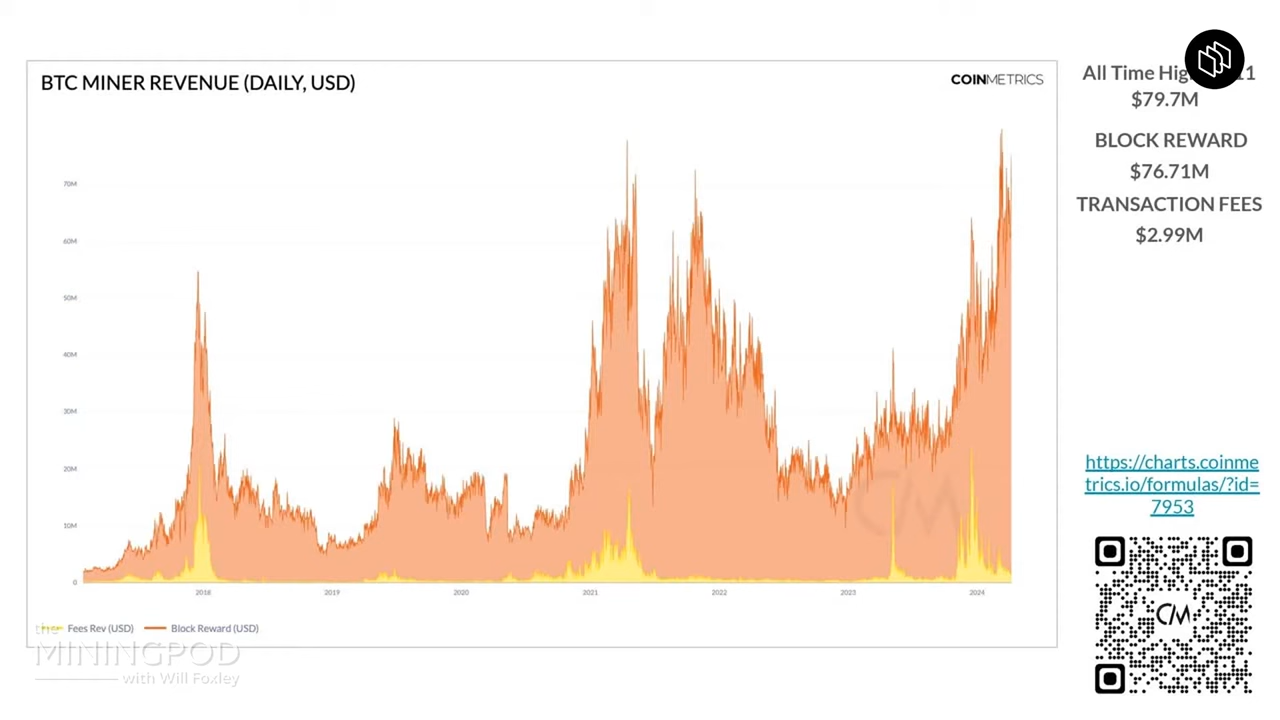 BTC MINER REVENUE (DAILY, USD)
COINMETRICS
70M
60M
50M
40M
30M
20M
10M
0
2018
2019
2020
2021
2022
2023
2024
Fees Rev (USD)
Block Reward (USD)
the
MININGPOD
with Will Foxley
CM
All Time
$79.7M
BLOCK REWARD
$76.71M
TRANSACTION FEES
$2.99M
https://charts.coinme
trics.io/formulas/?id=
7953
CM